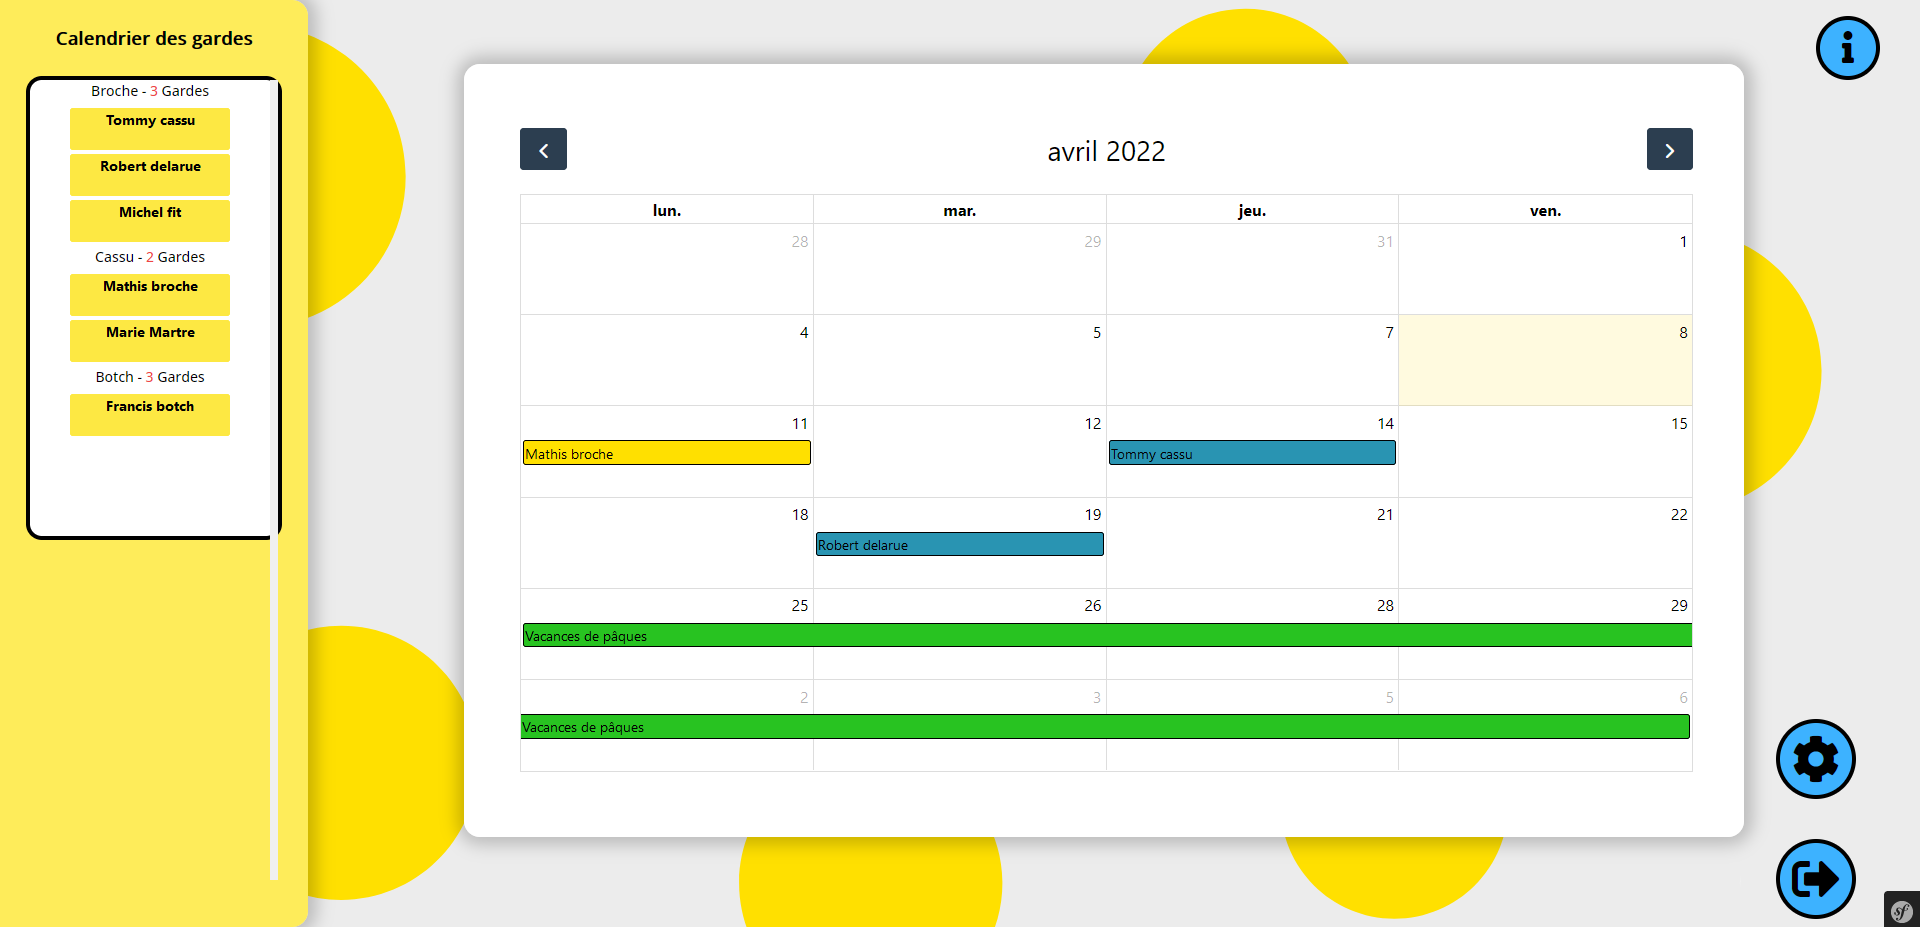 Calendrier des gardes
Broche - 3 Gardes
Tommy cassu
Robert delarue
Michel fit
Cassu - 2 Gardes
Mathis broche
Marie Martre
Botch - 3 Gardes
Francis botch
avril 2022
lun. mar. jeu. ven.
28 29 31 1
4 5 7 8
11 12 14 15
Mathis broche Tommy cassu
18 19 21 22
Robert delarue
25 26 28 29
Vacances de pâques
2 3 5 6
Vacances de pâques
sf